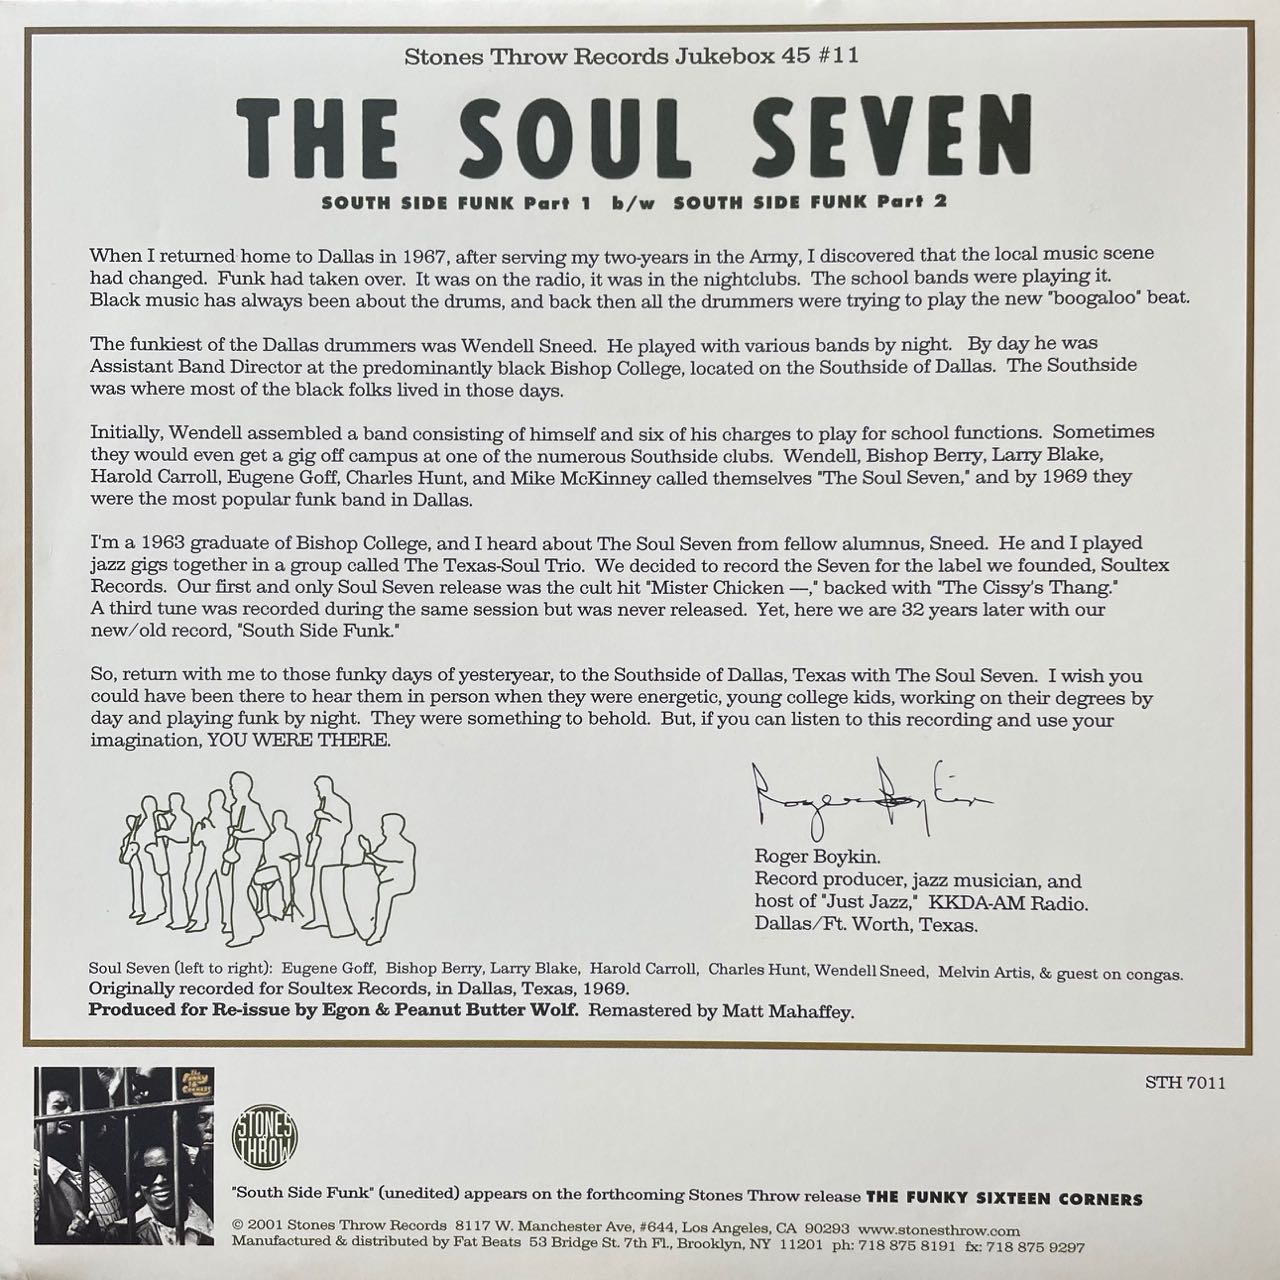 Stones Throw Records Jukebox 45 #11
THE SOUL SEVEN
SOUTH SIDE FUNK Part 1 b/w SOUTH SIDE FUNK Part 2
When I returned home to Dallas in 1967, after serving my two-years in the Army, I discovered that the local music scene
had changed. Funk had taken over. It was on the radio, it was in the nightclubs. The school bands were playing it.
Black music has always been about the drums, and back then all the drummers were trying to play the new "boogaloo" beat.
The funkiest of the Dallas drummers was Wendell Sneed. He played with various bands by night. By day he was
Assistant Band Director at the predominantly black Bishop College, located on the Southside of Dallas. The Southside
was where most of the black folks lived in those days.
Initially, Wendell assembled a band consisting of himself and six of his charges to play for school functions. Sometimes
they would even get a gig off campus at one of the numerous Southside clubs. Wendell, Bishop Berry, Larry Blake,
Harold Carroll, Eugene Goff, Charles Hunt, and Mike McKinney called themselves "The Soul Seven," and by 1969 they
were the most popular funk band in Dallas.
I'm a 1963 graduate of Bishop College, and I heard about The Soul Seven from fellow alumnus, Sneed. He and I played
jazz gigs together in a group called The Texas-Soul Trio. We decided to record the Seven for the label we founded, Soultex
Records. Our first and only Soul Seven release was the cult hit "Mister Chicken —," backed with "The Cissy's Thang."
A third tune was recorded during the same session but was never released. Yet, here we are 32 years later with our
new/old record, "South Side Funk."
So, return with me to those funky days of yesteryear, to the Southside of Dallas, Texas with The Soul Seven. I wish you
could have been there to hear them in person when they were energetic, young college kids, working on their degrees by
day and playing funk by night. They were something to behold. But, if you can listen to this recording and use your
imagination, YOU WERE THERE.
Roger Boykin
Roger Boykin.
Record producer, jazz musician, and
host of "Just Jazz," KKDA-AM Radio.
Dallas/Ft. Worth, Texas.
Soul Seven (left to right): Eugene Goff, Bishop Berry, Larry Blake, Harold Carroll, Charles Hunt, Wendell Sneed, Melvin Artis, & guest on congas.
Originally recorded for Soultex Records, in Dallas, Texas, 1969.
Produced for Re-issue by Egon & Peanut Butter Wolf. Remastered by Matt Mahaffey.
STH 7011
the Funky 16 Corners
STONES
THROW
"South Side Funk" (unedited) appears on the forthcoming Stones Throw release THE FUNKY SIXTEEN CORNERS
© 2001 Stones Throw Records 8117 W. Manchester Ave, #644, Los Angeles, CA 90293 www.stonesthrow.com
Manufactured & distributed by Fat Beats 53 Bridge St. 7th Fl., Brooklyn, NY 11201 ph: 718 875 8191 fx: 718 875 9297